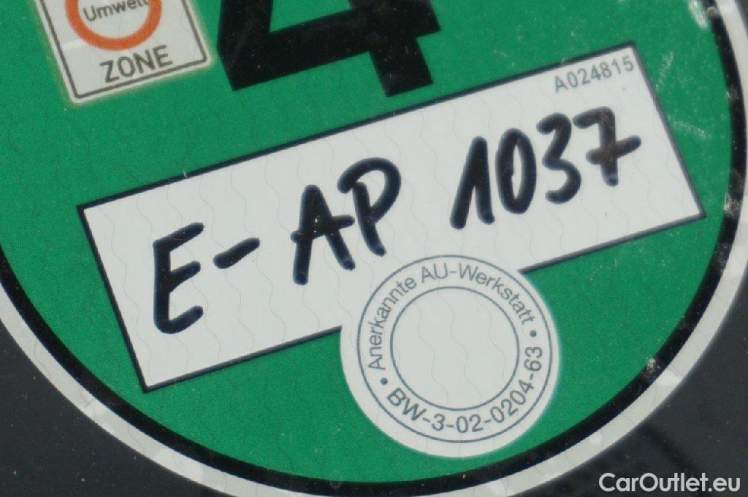 Umwelt
ZONE
4
A024815
E-AP 1037
Anerkannte AU-Werkstatt
BW-3-02-0204-63
CarOutlet.eu